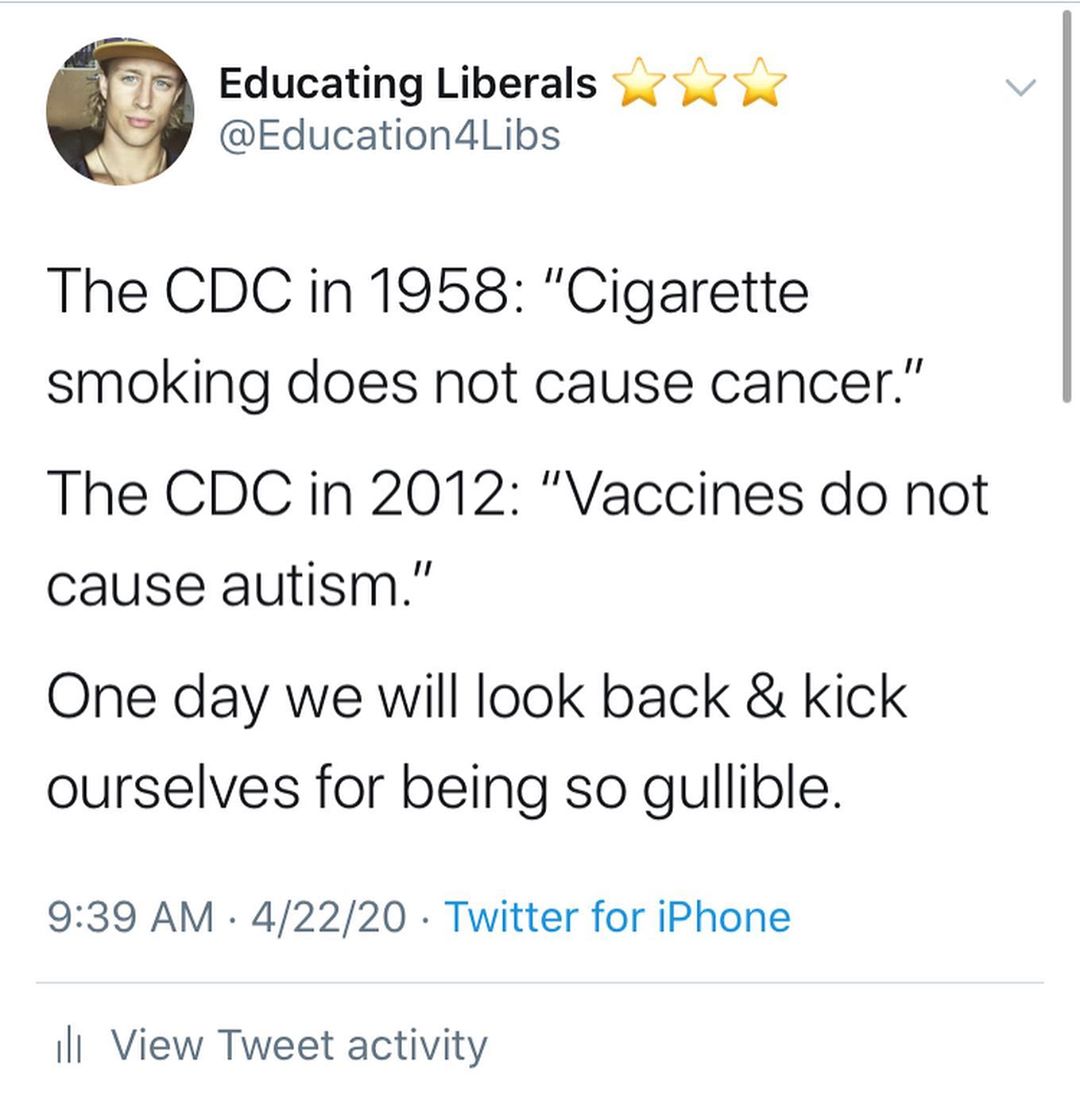 Educating Liberals ⭐⭐⭐
@Education4Libs
The CDC in 1958: "Cigarette
smoking does not cause cancer."
The CDC in 2012: "Vaccines do not
cause autism."
One day we will look back & kick
ourselves for being so gullible.
9:39 AM · 4/22/20 · Twitter for iPhone
View Tweet activity